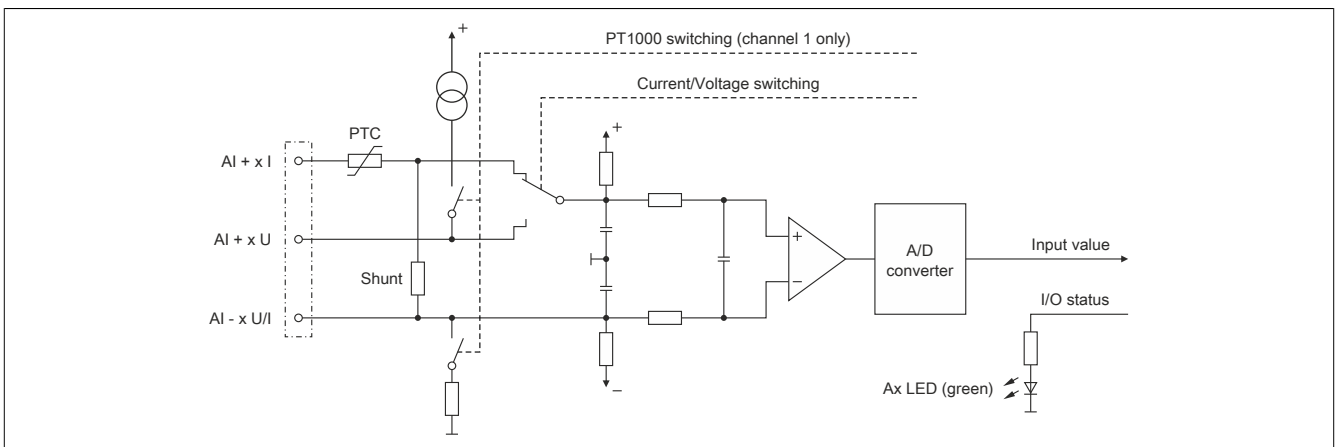 +
PT1000 switching (channel 1 only)
Current/Voltage switching
+
PTC
AI + x I
AI + x U
+
A/D
converter
Input value
Shunt
−
I/O status
AI - x U/I
−
Ax LED (green)